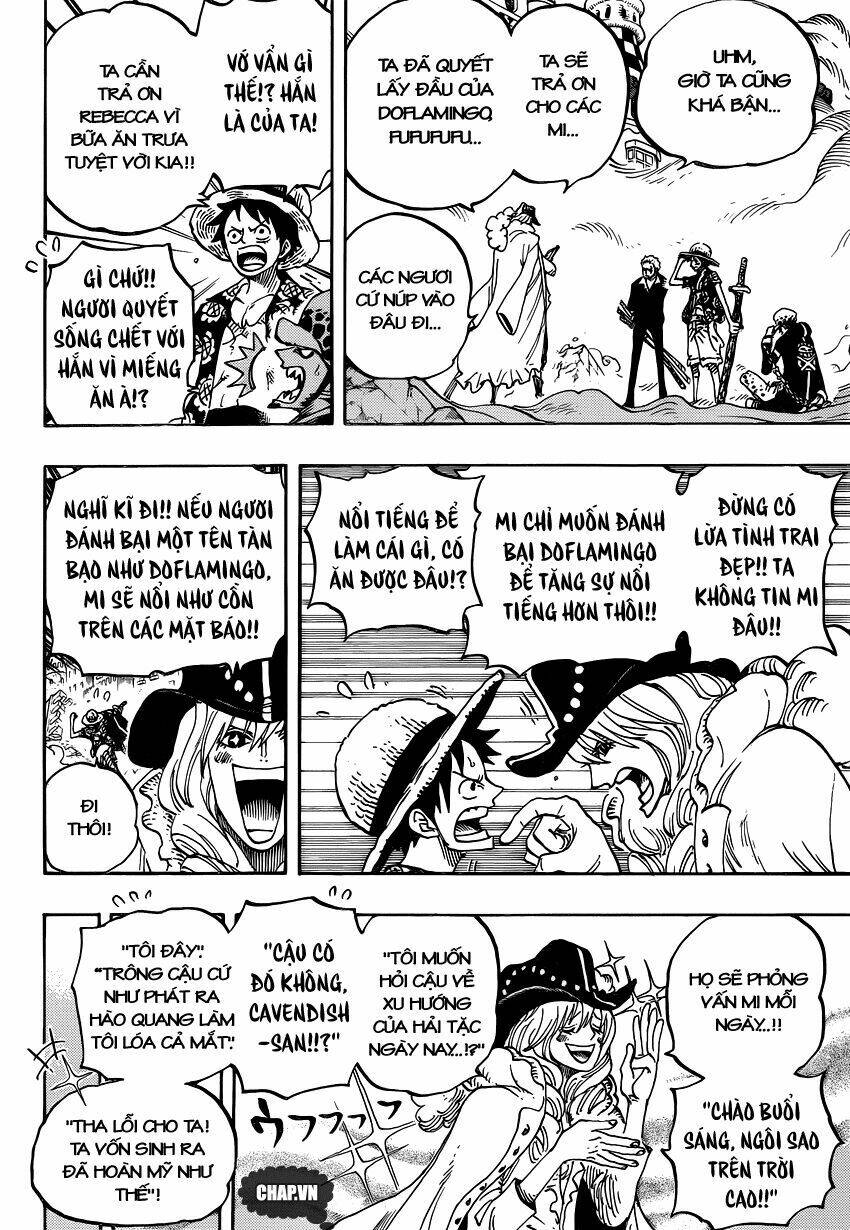 UHM,
GIỜ TA CŨNG
KHÁ BẬN...
TA SẼ
TRẢ ƠN
CHO CÁC
MI...
TA ĐÃ QUYẾT
LẤY ĐẦU CỦA
DOFLAMINGO,
FUFUFUFU...
CÁC NGƯƠI
CỨ NÚP VÀO
ĐÂU ĐI...
VỚ VẨN GÌ
THẾ!? HẮN
LÀ CỦA TA!
TA CẦN
TRẢ ƠN
REBECCA VÌ
BỮA ĂN TRƯA
TUYỆT VỜI KIA!!
GÌ CHỨ!!
NGƯƠI QUYẾT
SỐNG CHẾT VỚI
HẮN VÌ MIẾNG
ĂN À!?
ĐỪNG CÓ
LỪA TÌNH TRAI
ĐẸP!! TA
KHÔNG TIN MI
ĐÂU!!
MI CHỈ MUỐN ĐÁNH
BẠI DOFLAMINGO
ĐỂ TĂNG SỰ NỔI
TIẾNG HƠN THÔI!!
NỔI TIẾNG ĐỂ
LÀM CÁI GÌ, CÓ
ĂN ĐƯỢC ĐÂU!?
NGHĨ KĨ ĐI!! NẾU NGƯƠI
ĐÁNH BẠI MỘT TÊN TÀN
BẠO NHƯ DOFLAMINGO,
MI SẼ NỔI NHƯ CỒN
TRÊN CÁC MẶT BÁO!!
ĐI
THÔI!
HỌ SẼ PHỎNG
VẤN MI MỖI
NGÀY...!!
"CHÀO BUỔI
SÁNG, NGÔI SAO
TRÊN TRỜI
CAO!!"
"TÔI MUỐN
HỎI CẬU VỀ
XU HƯỚNG
CỦA HẢI TẶC
NGÀY NAY...!?"
"CẬU CÓ
ĐÓ KHÔNG,
CAVENDISH
-SAN!!?"
"TÔI ĐÂY".
"TRÔNG CẬU CỨ
NHƯ PHÁT RA
HÀO QUANG LÀM
TÔI LÓA CẢ MẮT".
"THA LỖI CHO TA!
TA VỐN SINH RA
ĐÃ HOÀN MỸ NHƯ
THẾ"!
ウフフッフッ
CHAP.VN